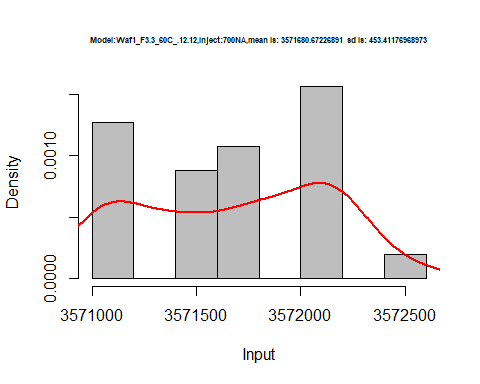 Model:Waf1_F3.3_60C_.12.12,Inject:700NA,mean is: 3571680.67226891 sd is: 453.41176968973
Density
0.0010
0.0000
3571000 3571500 3572000 3572500
Input